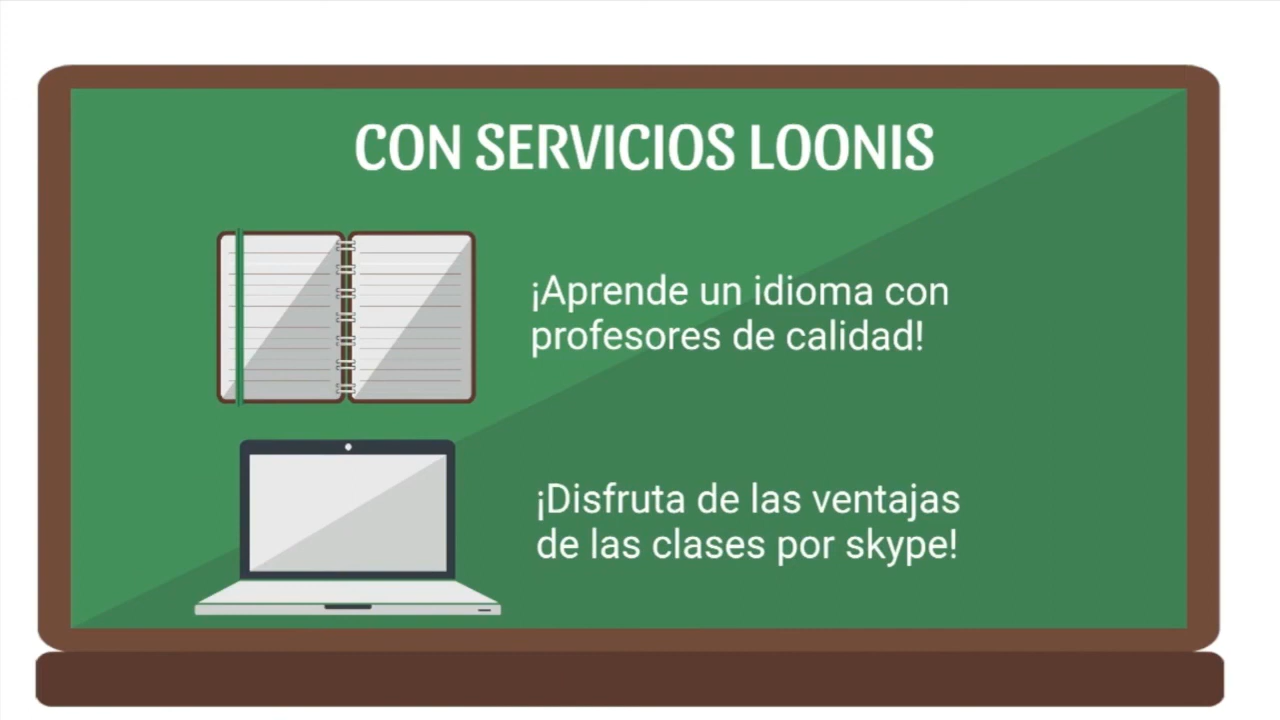 CON SERVICIOS LOONIS
¡Aprende un idioma con
profesores de calidad!
¡Disfruta de las ventajas
de las clases por skype!